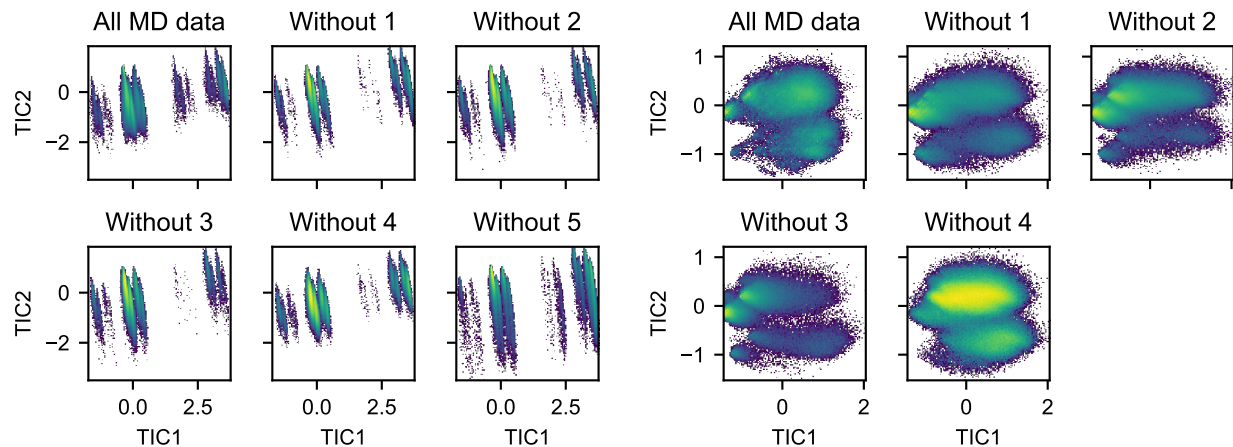 All MD data
Without 1
Without 2
TIC2
0
−2
Without 3
Without 4
Without 5
TIC2
0
−2
0.0
2.5
0.0
2.5
0.0
2.5
TIC1
TIC1
TIC1
All MD data
Without 1
Without 2
TIC2
1
0
−1
Without 3
Without 4
TIC2
1
0
−1
0
2
0
2
TIC1
TIC1